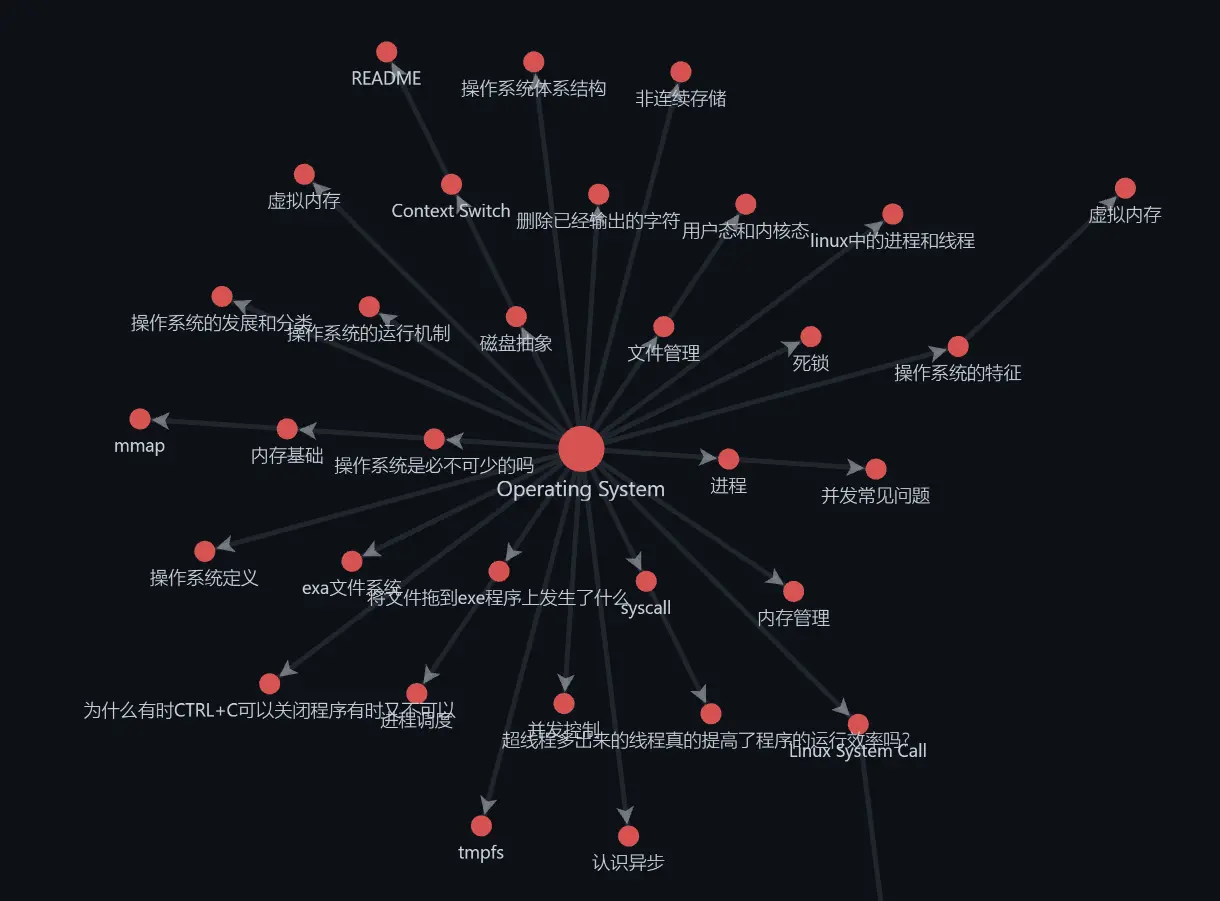 README
操作系统体系结构
非连续存储
虚拟内存
Context Switch
删除已经输出的字符
用户态和内核态
linux中的进程和线程
虚拟内存
操作系统的发展和分类
操作系统的运行机制
磁盘抽象
文件管理
死锁
操作系统的特征
mmap
内存基础
操作系统是必不可少的吗
Operating System
进程
并发常见问题
操作系统定义
exa文件系统
将文件拖到exe程序上发生了什么
syscall
内存管理
为什么有时CTRL+C可以关闭程序有时又不可以
进程调度
并发控制
超线程多出来的线程真的提高了程序的运行效率吗?
Linux System Call
tmpfs
认识异步